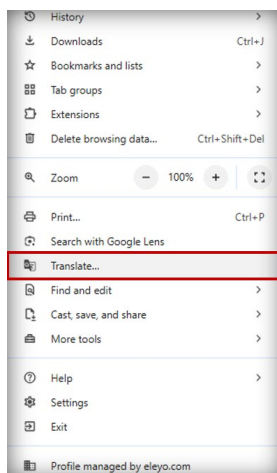 History
Downloads Ctrl+J
Bookmarks and lists
Tab groups
Extensions
Delete browsing data... Ctrl+Shift+Del
Zoom − 100% +
Print... Ctrl+P
Search with Google Lens
Translate...
Find and edit
Cast, save, and share
More tools
Help
Settings
Exit
Profile managed by eleyo.com